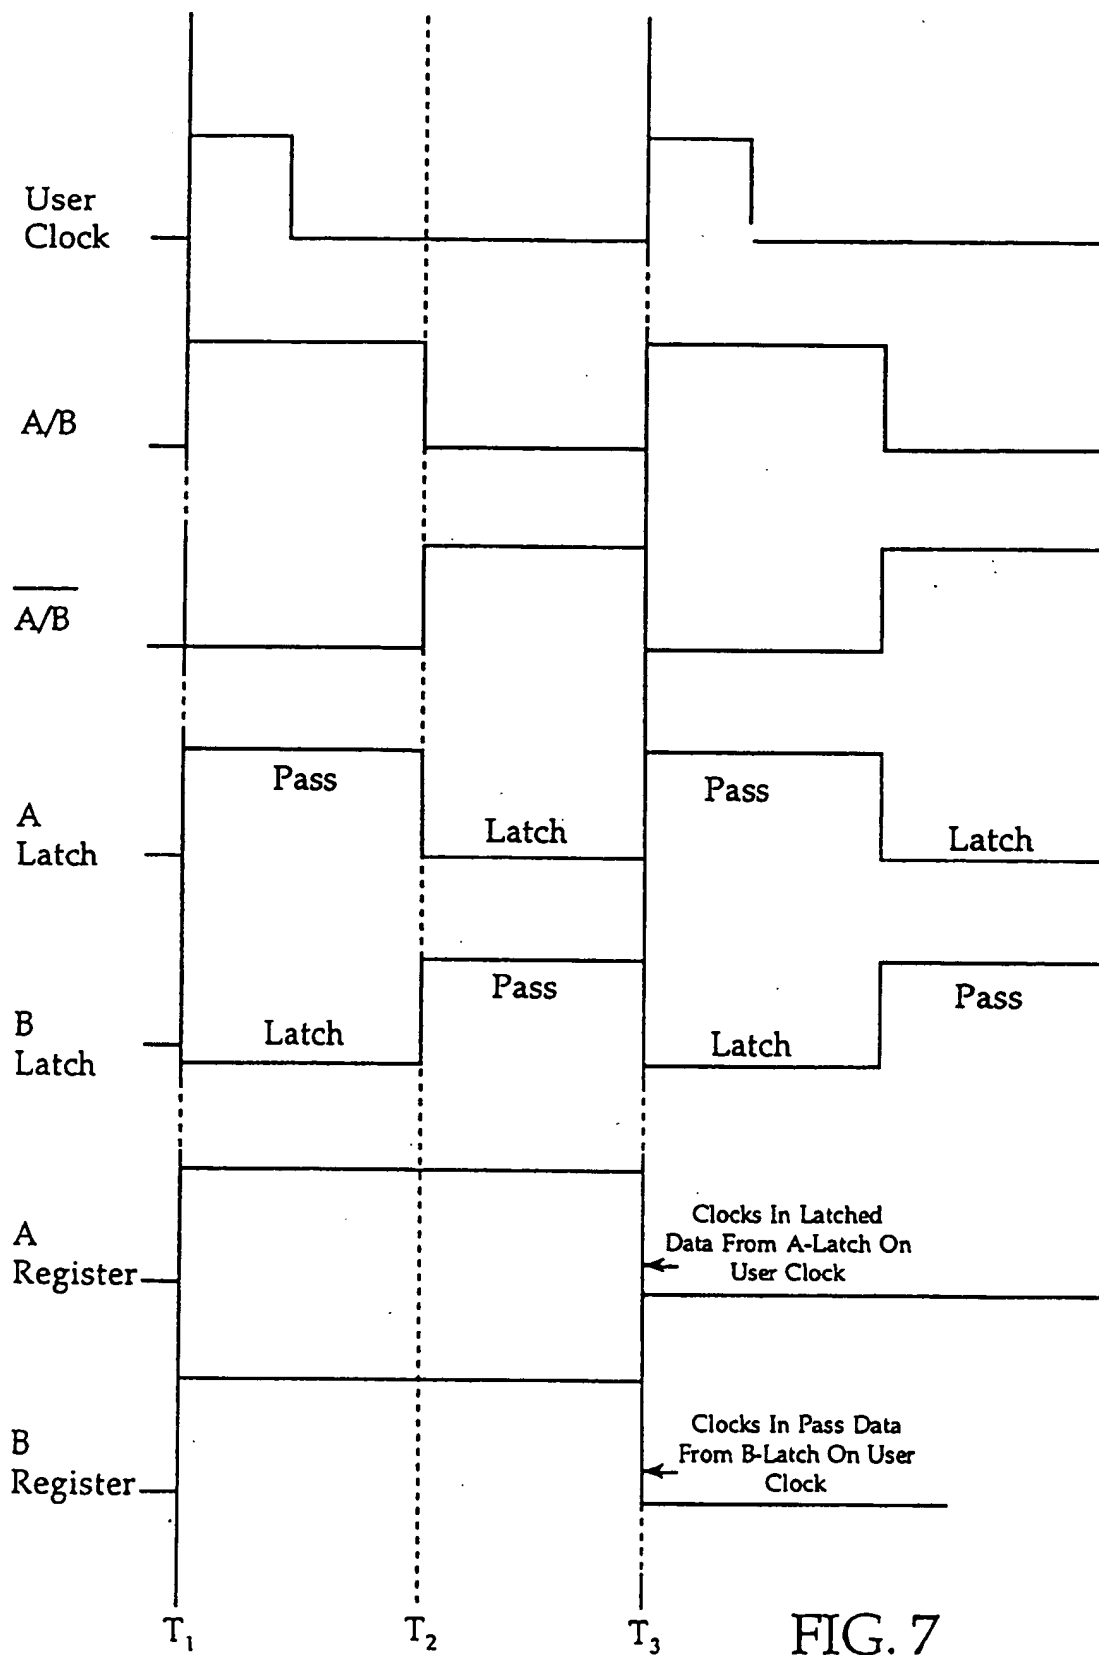 User
Clock
A/B
A/B
Pass
Pass
A
Latch
Latch
Latch
Pass
Pass
B
Latch
Latch
Latch
A
Register
Clocks In Latched
Data From A-Latch On
User Clock
B
Register
Clocks In Pass Data
From B-Latch On User
Clock
T₁
T₂
T₃
FIG. 7